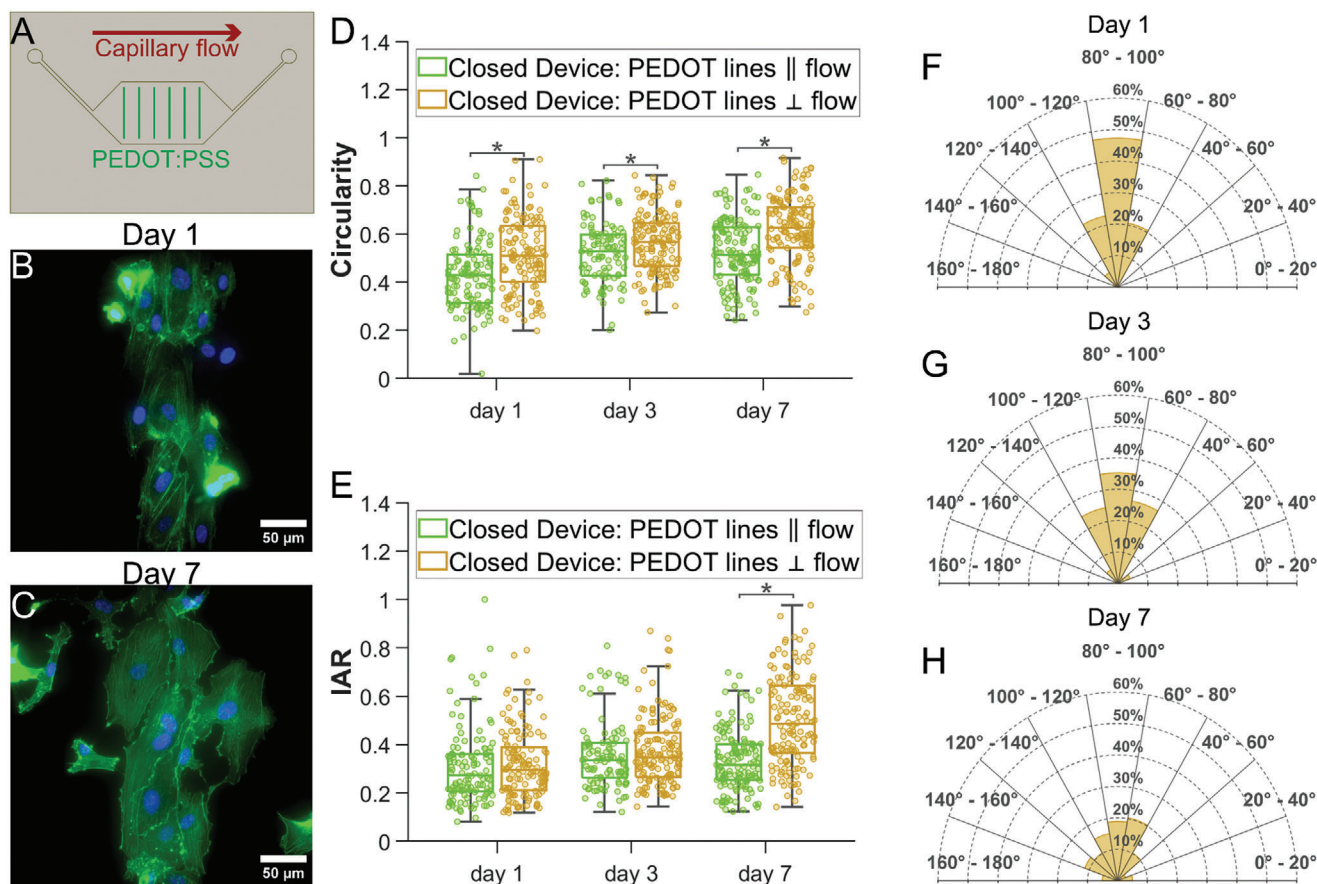 A
Capillary flow
PEDOT:PSS
Day 1
B
50 µm
Day 7
C
50 µm
D
1.4
1.2
1
0.8
0.6
0.4
0.2
0
Circularity
Closed Device: PEDOT lines ∥ flow
Closed Device: PEDOT lines ⊥ flow
*
*
*
day 1
day 3
day 7
E
1.4
1.2
1
0.8
0.6
0.4
0.2
0
IAR
Closed Device: PEDOT lines ∥ flow
Closed Device: PEDOT lines ⊥ flow
*
day 1
day 3
day 7
Day 1
F
80° - 100°
100° - 120°
60° - 80°
120° - 140°
40° - 60°
140° - 160°
20° - 40°
160° - 180°
0° - 20°
60%
50%
40%
30%
20%
10%
Day 3
G
80° - 100°
100° - 120°
60° - 80°
120° - 140°
40° - 60°
140° - 160°
20° - 40°
160° - 180°
0° - 20°
60%
50%
40%
30%
20%
10%
Day 7
H
80° - 100°
100° - 120°
60° - 80°
120° - 140°
40° - 60°
140° - 160°
20° - 40°
160° - 180°
0° - 20°
60%
50%
40%
30%
20%
10%